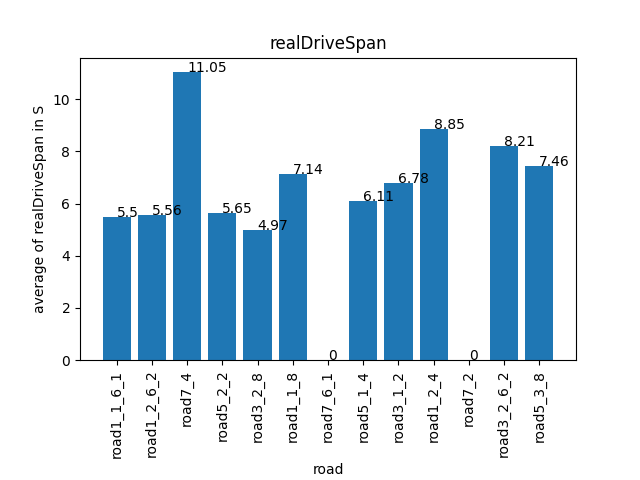 realDriveSpan
average of realDriveSpan in S
10
8
6
4
2
0
5.5
5.56
11.05
5.65
4.97
7.14
0
6.11
6.78
8.85
0
8.21
7.46
road1_1_6_1
road1_2_6_2
road7_4
road5_2_2
road3_2_8
road1_1_8
road7_6_1
road5_1_4
road3_1_2
road1_2_4
road7_2
road3_2_6_2
road5_3_8
road